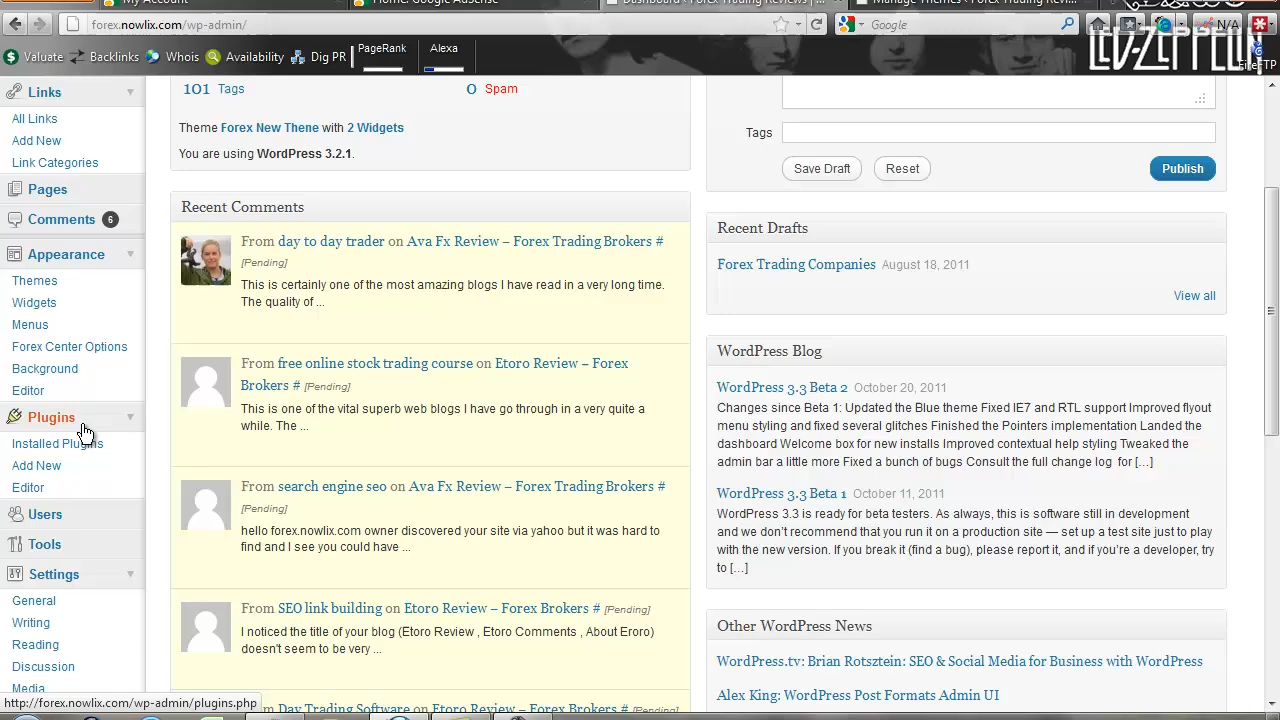 My Account
Home: Google AdSense
Dashboard ‹ Forex Trading Reviews | ...
Manage Themes ‹ Forex Trading Revi...
forex.nowlix.com/wp-admin/
Google
N/A
Valuate
Backlinks
Whois
Availability
Dig PR
PageRank
Alexa
LED-ZEPPELIN
FireFTP
Links
All Links
Add New
Link Categories
Pages
Comments 6
Appearance
Themes
Widgets
Menus
Forex Center Options
Background
Editor
Plugins
Installed Plugins
Add New
Editor
Users
Tools
Settings
General
Writing
Reading
Discussion
Media
http://forex.nowlix.com/wp-admin/plugins.php
101 Tags
0 Spam
Theme Forex New Thene with 2 Widgets
You are using WordPress 3.2.1.
Recent Comments
From day to day trader on Ava Fx Review – Forex Trading Brokers #
[Pending]
This is certainly one of the most amazing blogs I have read in a very long time.
The quality of ...
From free online stock trading course on Etoro Review – Forex
Brokers # [Pending]
This is one of the vital superb web blogs I have go through in a very quite a
while. The ...
From search engine seo on Ava Fx Review – Forex Trading Brokers #
[Pending]
hello forex.nowlix.com owner discovered your site via yahoo but it was hard to
find and I see you could have ...
From SEO link building on Etoro Review – Forex Brokers # [Pending]
I noticed the title of your blog (Etoro Review , Etoro Comments , About Eroro)
doesn't seem to be very ...
From Day Trading Software on Etoro Review – Forex Brokers # [Pending]
Tags
Save Draft
Reset
Publish
Recent Drafts
Forex Trading Companies August 18, 2011
View all
WordPress Blog
WordPress 3.3 Beta 2 October 20, 2011
Changes since Beta 1: Updated the Blue theme Fixed IE7 and RTL support Improved flyout
menu styling and fixed several glitches Finished the Pointers implementation Landed the
dashboard Welcome box for new installs Improved contextual help styling Tweaked the
admin bar a little more Fixed a bunch of bugs Consult the full change log for [...]
WordPress 3.3 Beta 1 October 11, 2011
WordPress 3.3 is ready for beta testers. As always, this is software still in development
and we don't recommend that you run it on a production site — set up a test site just to play
with the new version. If you break it (find a bug), please report it, and if you're a developer, try
to [...]
Other WordPress News
WordPress.tv: Brian Rotsztein: SEO & Social Media for Business with WordPress
Alex King: WordPress Post Formats Admin UI